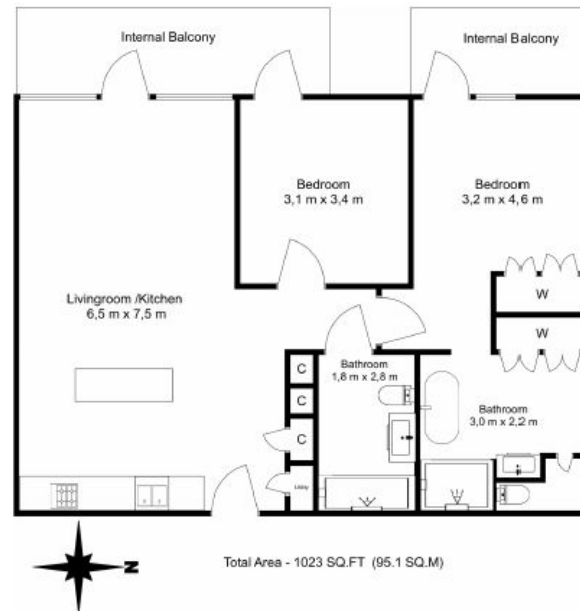 Internal Balcony
Internal Balcony
Bedroom
3,1 m x 3,4 m
Bedroom
3,2 m x 4,6 m
Livingroom /Kitchen
6,5 m x 7,5 m
W
W
Bathroom
1,8 m x 2,8 m
C
C
C
Bathroom
3,0 m x 2,2 m
N
Total Area - 1023 SQ.FT (95.1 SQ.M)